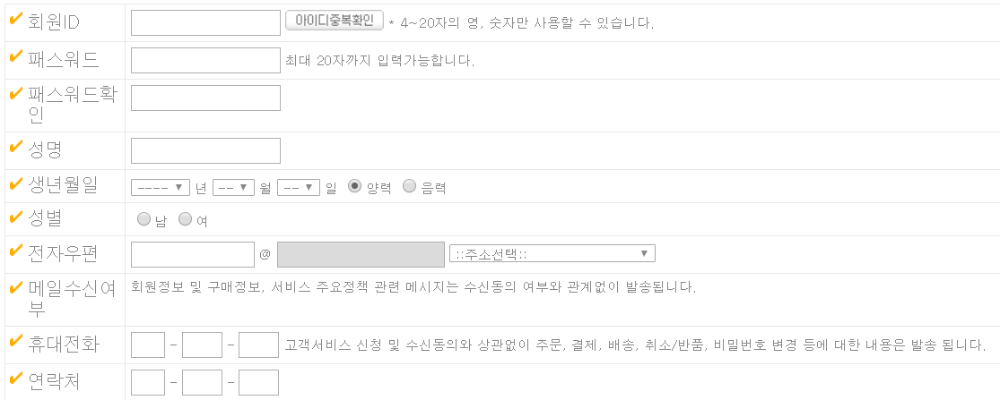 회원ID 아이디중복확인 * 4~20자의 영, 숫자만 사용할 수 있습니다.
패스워드 최대 20자까지 입력가능합니다.
패스워드확
인
성명
생년월일 ---- 년 -- 월 -- 일 양력 음력
성별 남 여
전자우편 @ ::주소선택::
메일수신여
부 회원정보 및 구매정보, 서비스 주요정책 관련 메시지는 수신동의 여부와 관계없이 발송됩니다.
휴대전화 - - 고객서비스 신청 및 수신동의와 상관없이 주문, 결제, 배송, 취소/반품, 비밀번호 변경 등에 대한 내용은 발송 됩니다.
연락처 - -